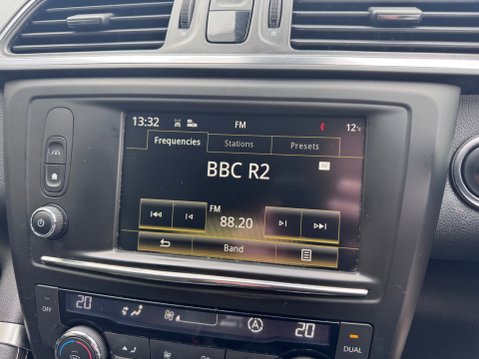 13:32 FM 12°c
Frequencies Stations Presets
BBC R2
FM
88.20
Band
OFF 20 A 20 DUAL